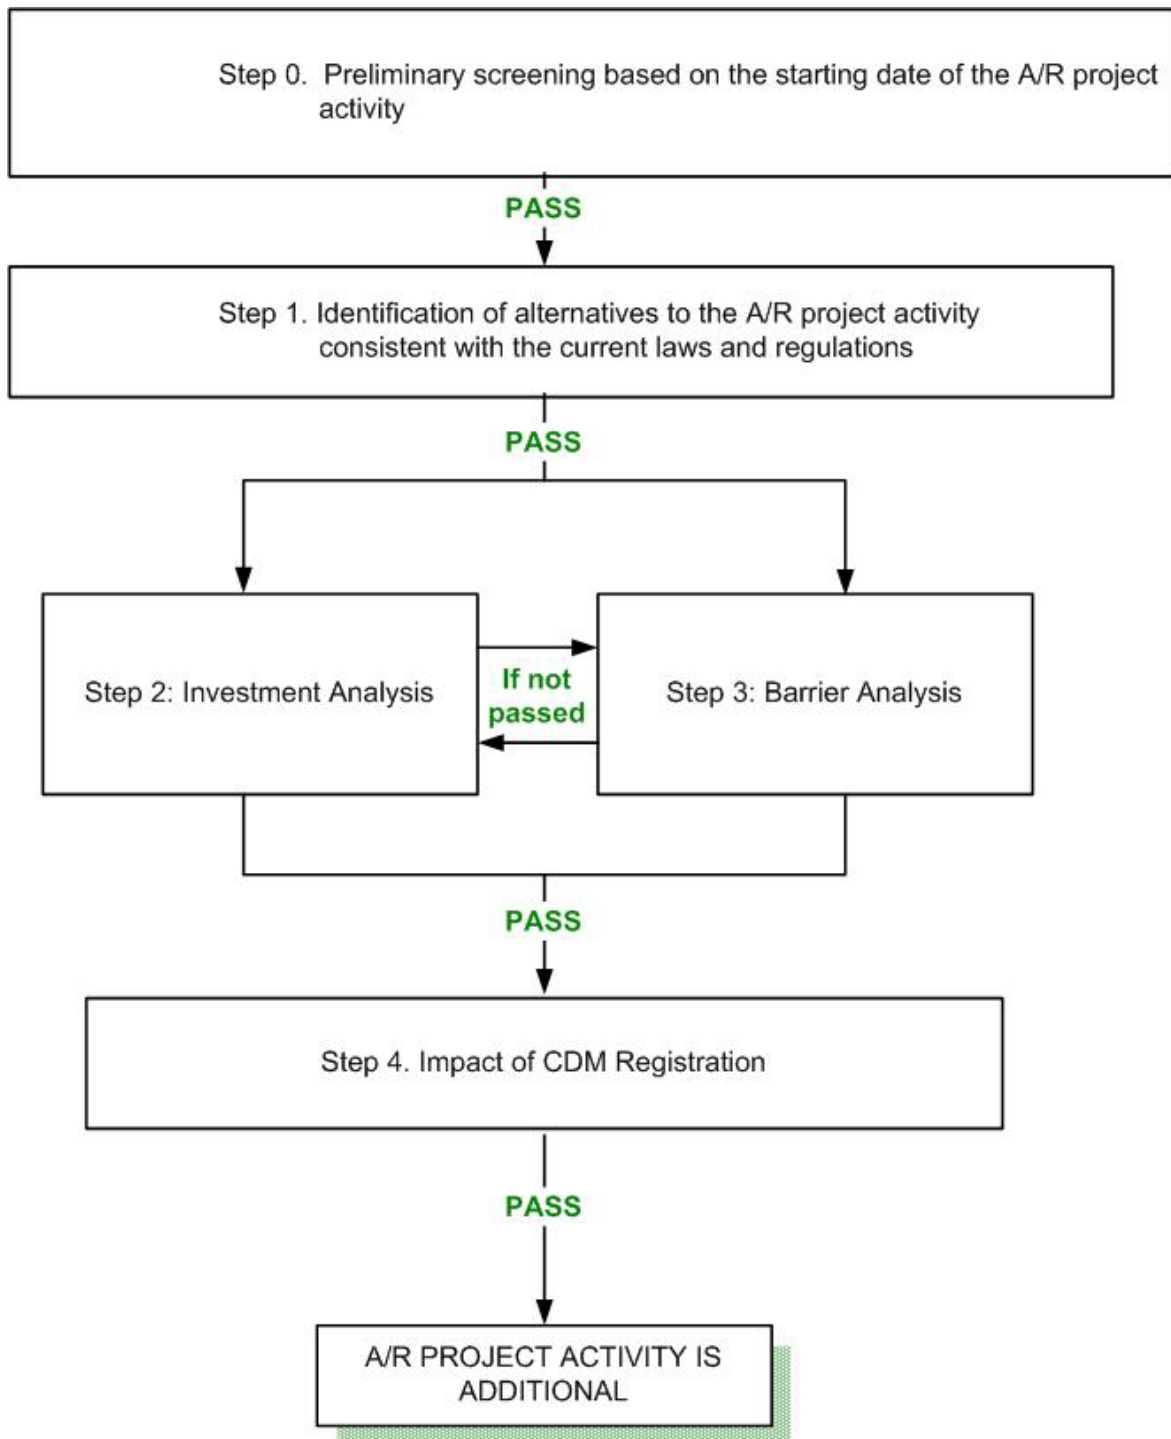 Step 0. Preliminary screening based on the starting date of the A/R project
activity
PASS
Step 1. Identification of alternatives to the A/R project activity
consistent with the current laws and regulations
PASS
Step 2: Investment Analysis
If not
passed
Step 3: Barrier Analysis
PASS
Step 4. Impact of CDM Registration
PASS
A/R PROJECT ACTIVITY IS
ADDITIONAL